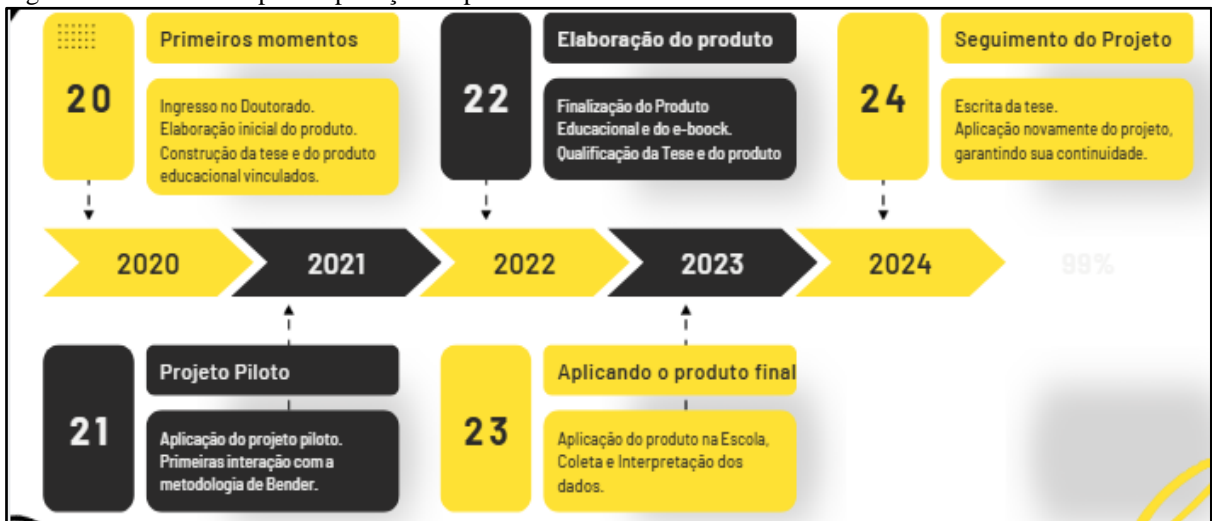 20
Primeiros momentos
Ingresso no Doutorado.
Elaboração inicial do produto.
Construção da tese e do produto
educacional vinculados.
22
Elaboração do produto
Finalização do Produto
Educacional e do e-boock.
Qualificação da Tese e do produto
24
Seguimento do Projeto
Escrita da tese.
Aplicação novamente do projeto,
garantindo sua continuidade.
2020
2021
2022
2023
2024
99%
21
Projeto Piloto
Aplicação do projeto piloto.
Primeiras interação com a
metodologia de Bender.
23
Aplicando o produto final
Aplicação do produto na Escola,
Coleta e Interpretação dos
dados.